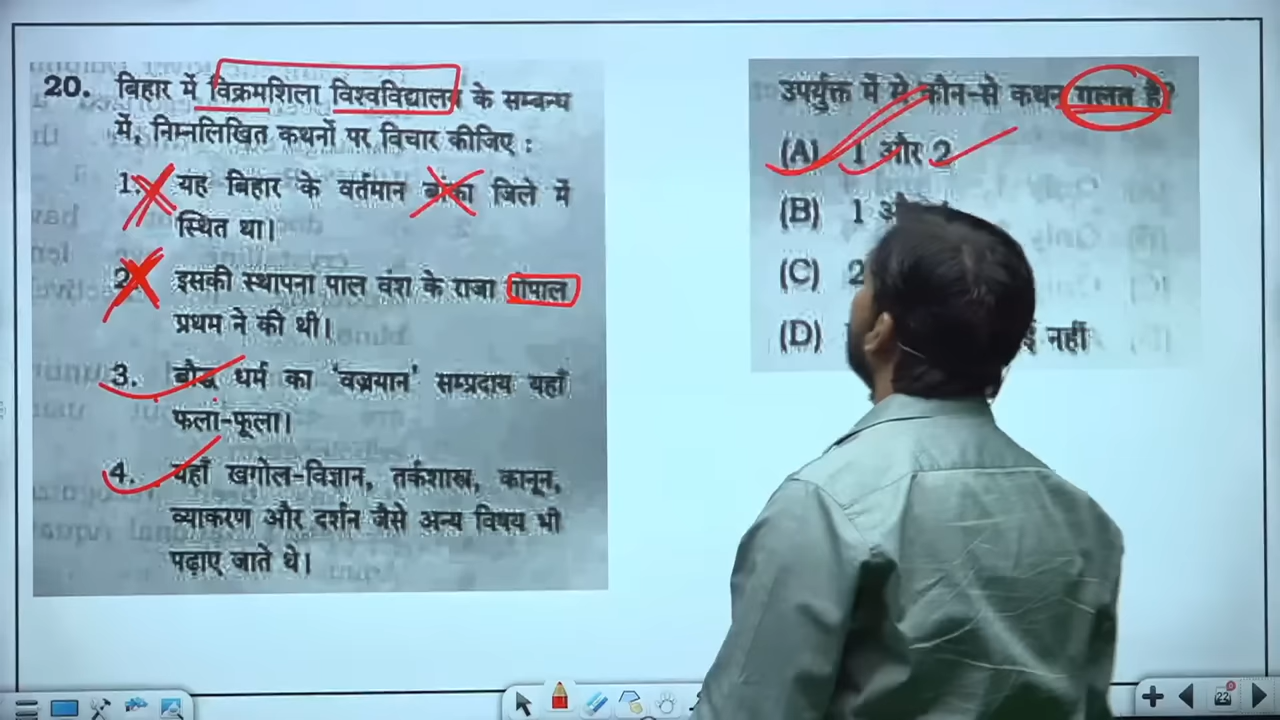 20. बिहार में विक्रमशिला विश्वविद्यालय के सम्बन्ध
में, निम्नलिखित कथनों पर विचार कीजिए :
1. यह बिहार के वर्तमान बांका जिले में
स्थित था।
2. इसकी स्थापना पाल वंश के राजा गोपाल
प्रथम ने की थी।
3. बौद्ध धर्म का 'वज्रयान' सम्प्रदाय यहाँ
फला-फूला।
4. यहाँ खगोल-विज्ञान, तर्कशास्त्र, कानून,
व्याकरण और दर्शन जैसे अन्य विषय भी
पढ़ाए जाते थे।
उपर्युक्त में से कौन-से कथन गलत है?
(A) 1 और 2
(B) 1
(C) 2
(D) नहीं
22